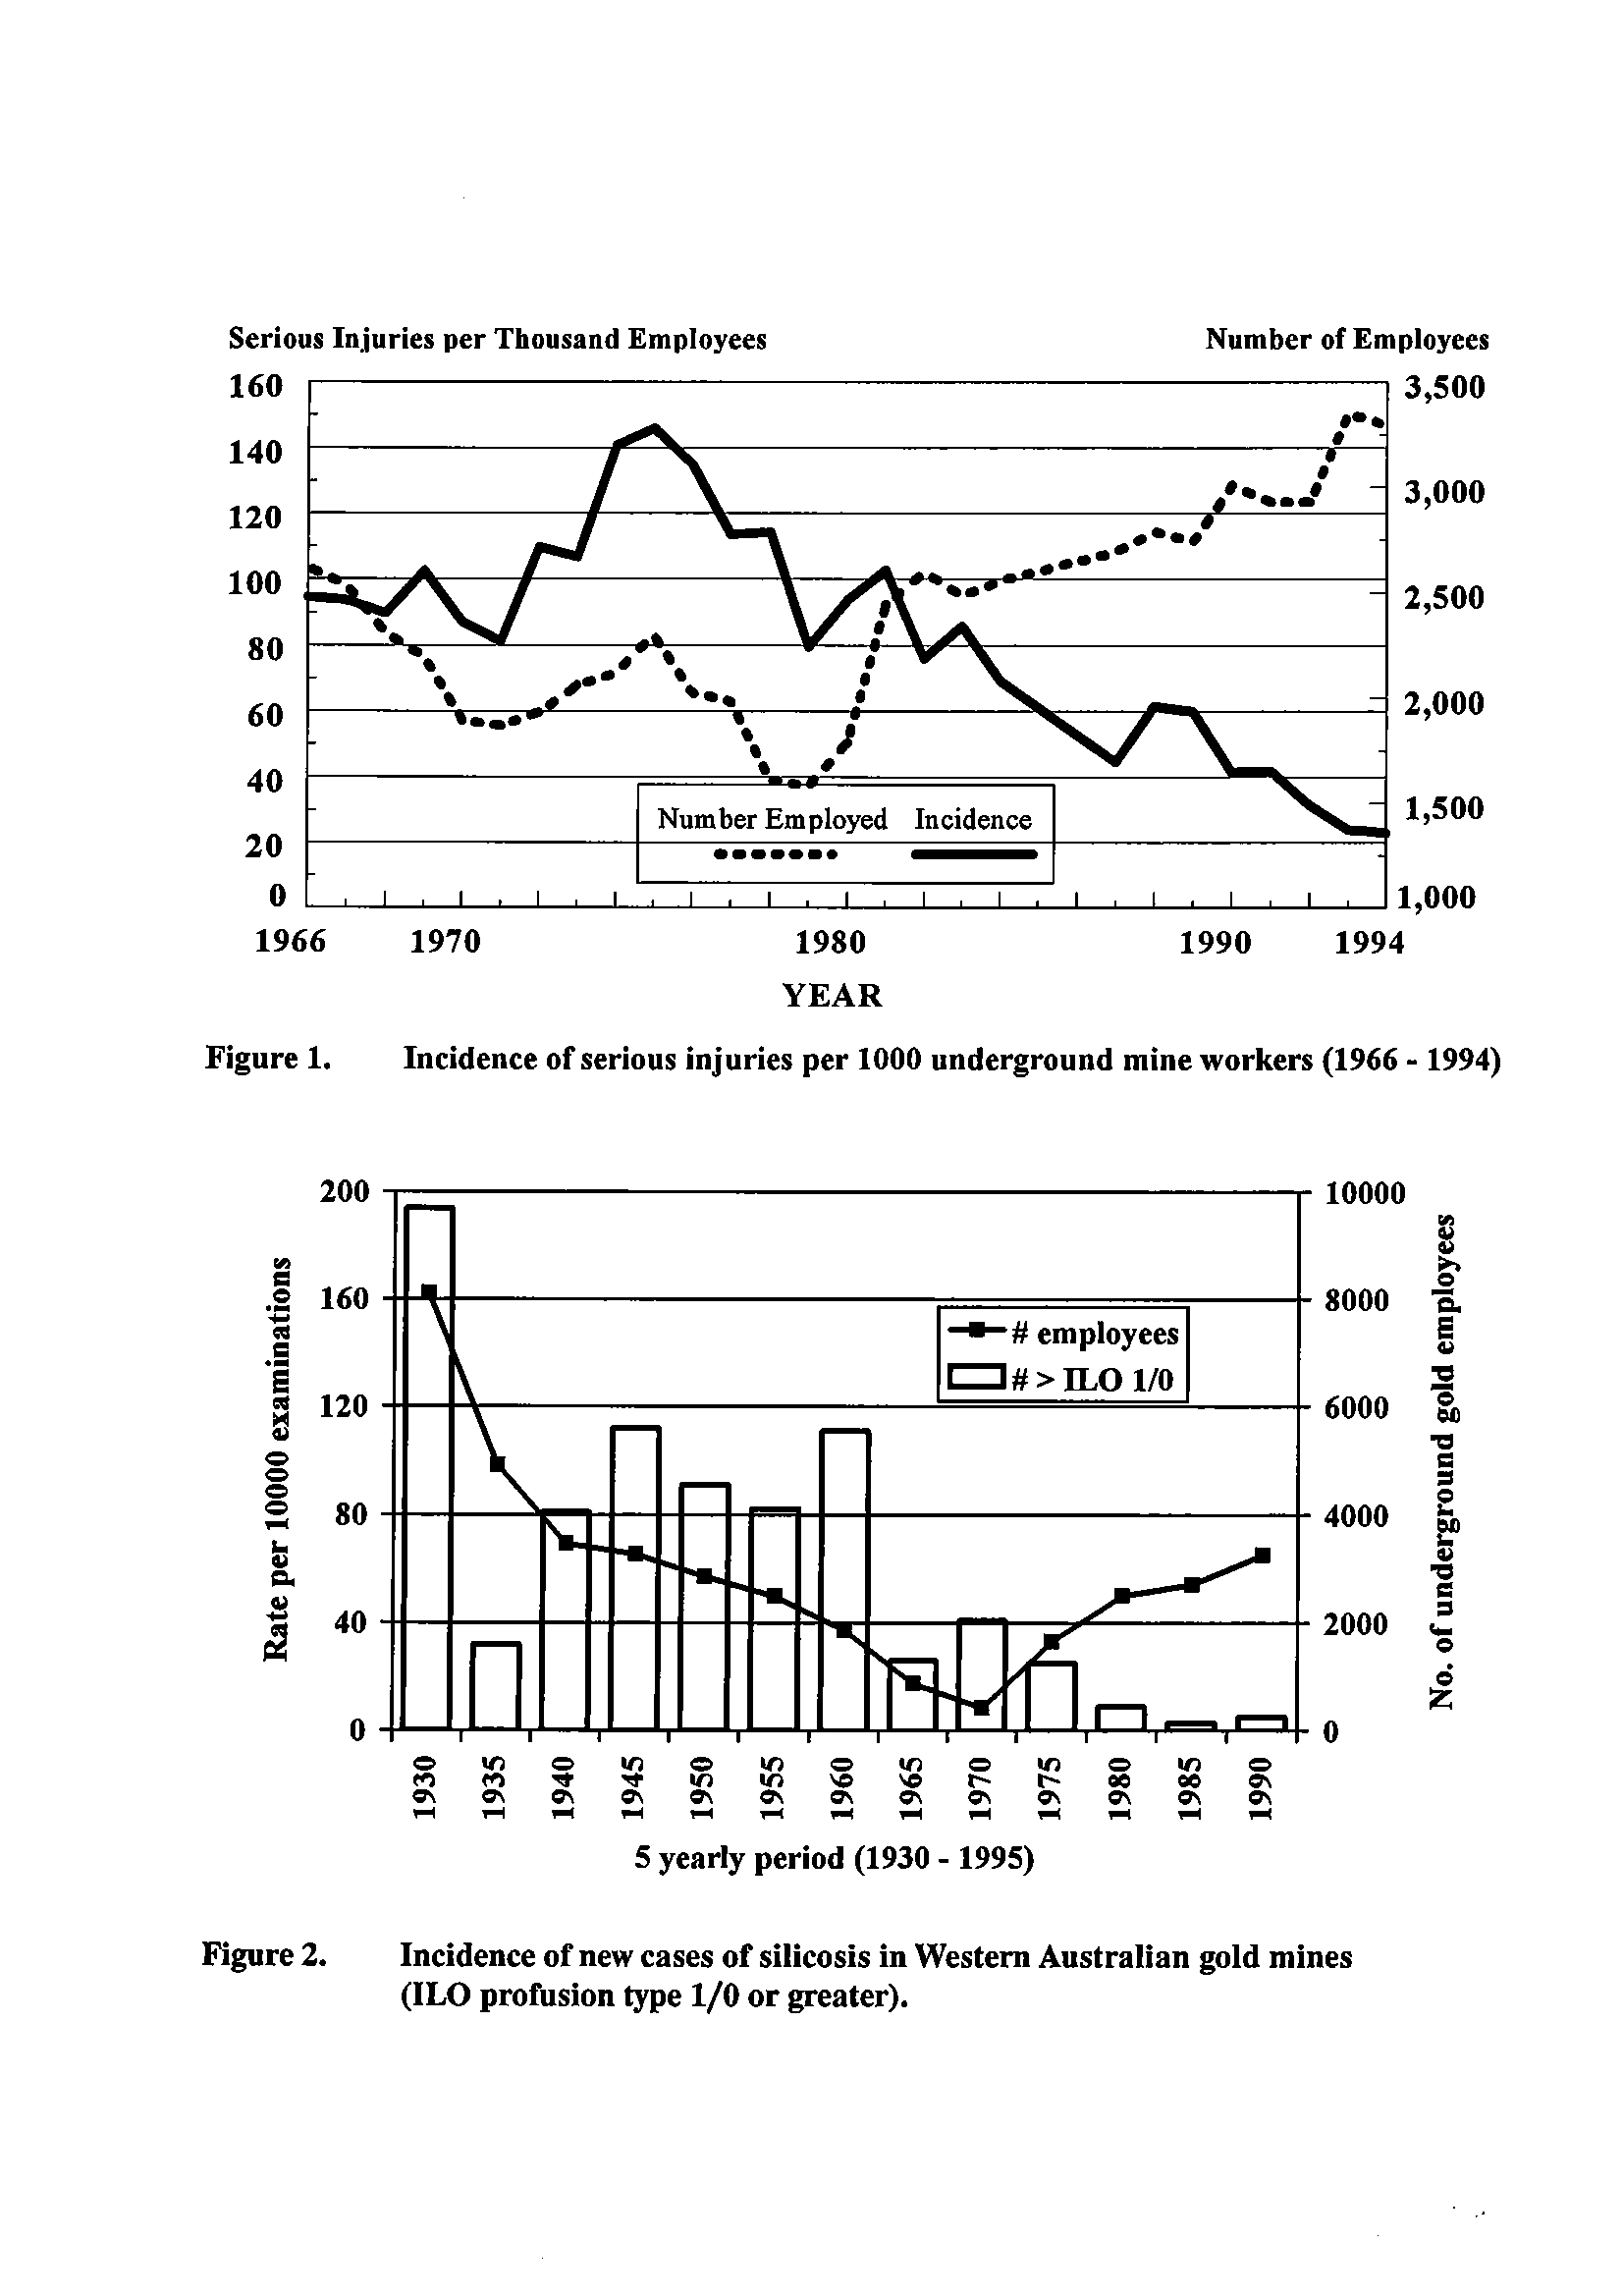 Serious Injuries per Thousand Employees Number of Employees
160 3,500
140
3,000
120
100 2,500
80
60 2,000
40
1,500
Number Employed Incidence
20
0 1,000
1966 1970 1980 1990 1994
YEAR
Figure 1. Incidence of serious injuries per 1000 underground mine workers (1966 - 1994)
200 10000
160 8000
# employees
# > ILO 1/0
120 6000
80 4000
40 2000
0 0
Rate per 10000 examinations
No. of underground gold employees
1930 1935 1940 1945 1950 1955 1960 1965 1970 1975 1980 1985 1990
5 yearly period (1930 - 1995)
Figure 2. Incidence of new cases of silicosis in Western Australian gold mines
(ILO profusion type 1/0 or greater).